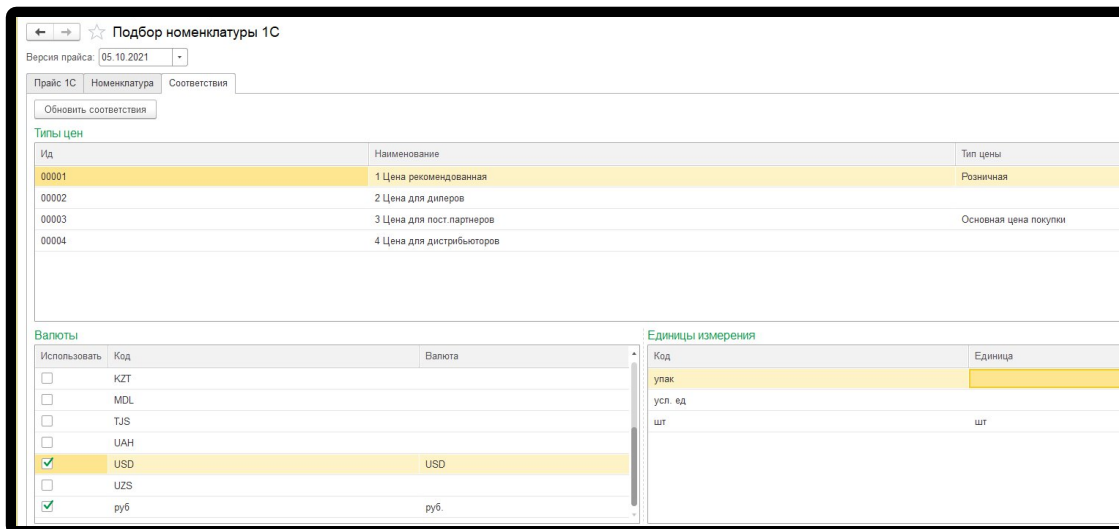 Подбор номенклатуры 1С
Версия прайса: 05.10.2021
Прайс 1С Номенклатура Соответствия
Обновить соответствия
Типы цен
Ид Наименование Тип цены
00001 1 Цена рекомендованная Розничная
00002 2 Цена для дилеров
00003 3 Цена для пост.партнеров Основная цена покупки
00004 4 Цена для дистрибьюторов
Валюты Единицы измерения
Использовать Код Валюта Код Единица
KZT упак
MDL усл. ед
TJS шт шт
UAH
USD USD
UZS
руб руб.